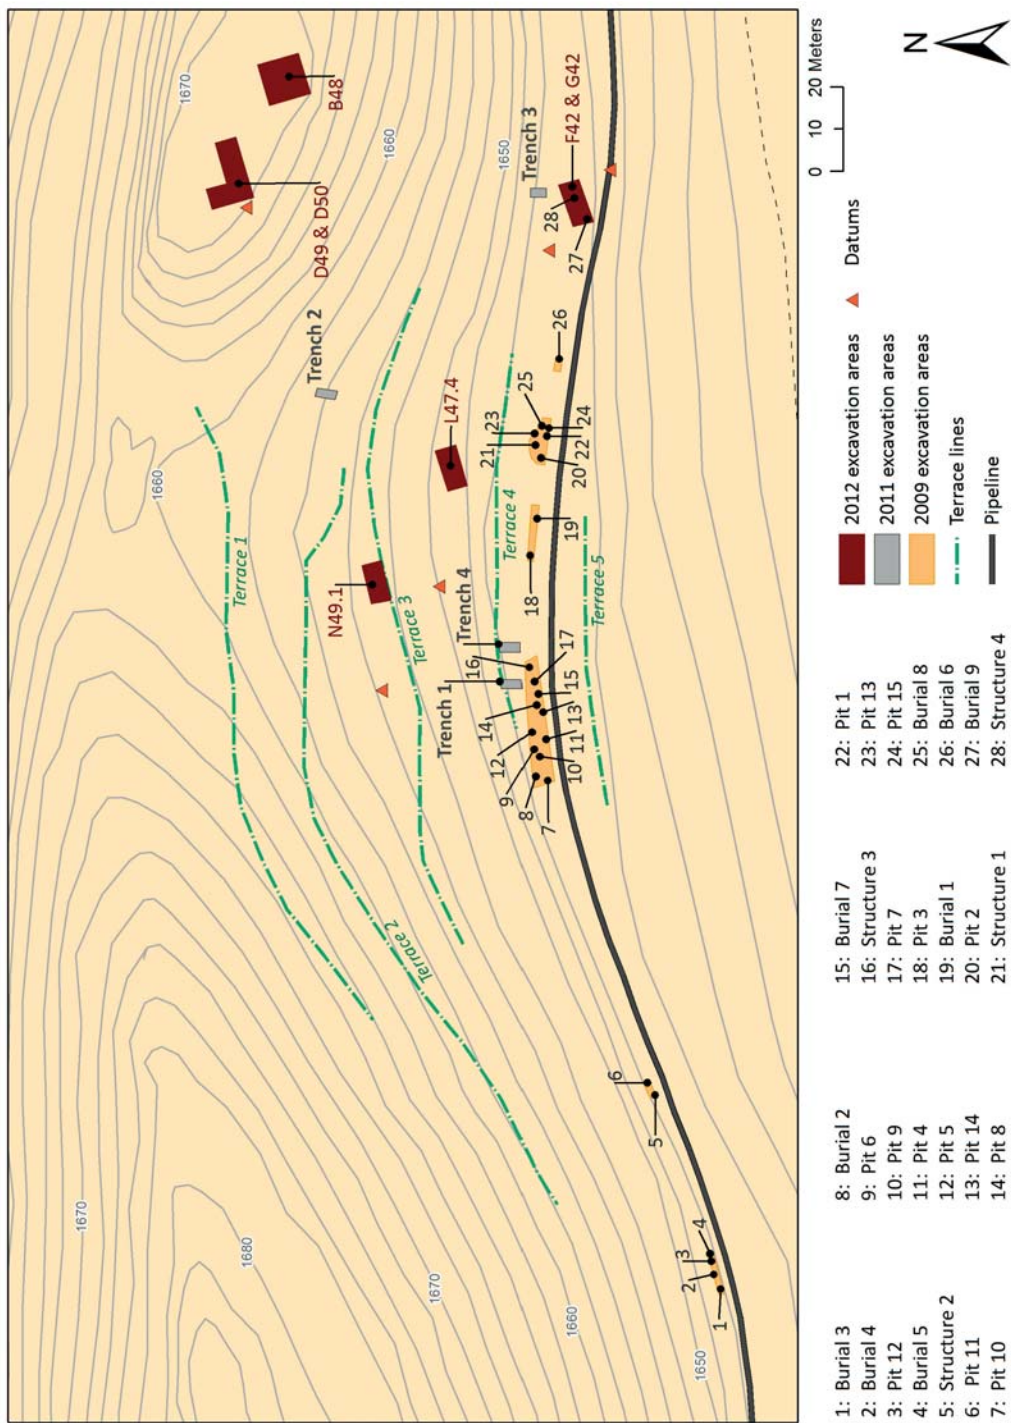 1670
1680
1670
1660
1650
1660
1670
1660
1650
Terrace 1
Terrace 2
Terrace 3
Terrace 4
Terrace 5
Trench 1
Trench 4
Trench 2
Trench 3
N49.1
L47.4
D49 & D50
B48
F42 & G42
1
2
3
4
5
6
7
8
9
10
11
12
13
14
15
16
17
18
19
20
21
22
23
24
25
26
27
28
1: Burial 3
2: Burial 4
3: Pit 12
4: Burial 5
5: Structure 2
6: Pit 11
7: Pit 10
8: Burial 2
9: Pit 6
10: Pit 9
11: Pit 4
12: Pit 5
13: Pit 14
14: Pit 8
15: Burial 7
16: Structure 3
17: Pit 7
18: Pit 3
19: Burial 1
20: Pit 2
21: Structure 1
22: Pit 1
23: Pit 13
24: Pit 15
25: Burial 8
26: Burial 6
27: Burial 9
28: Structure 4
2012 excavation areas
2011 excavation areas
2009 excavation areas
Terrace lines
Pipeline
Datums
0 10 20 Meters
N